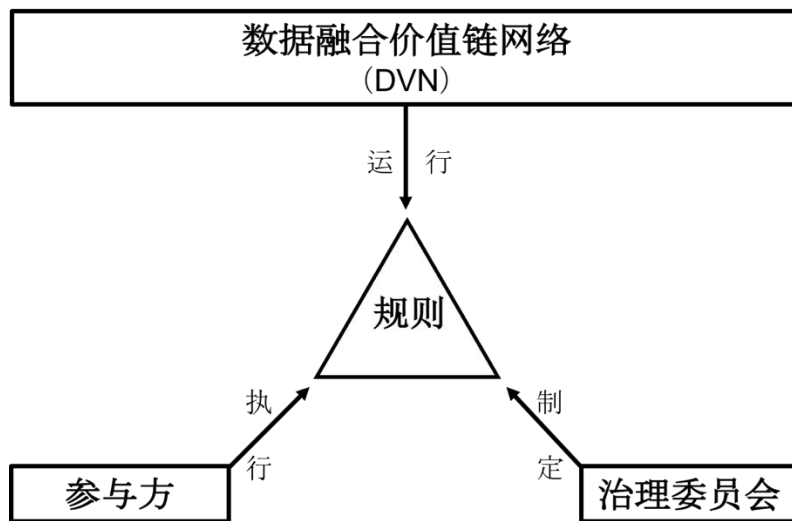 数据融合价值链网络
(DVN)
运 行
规则
执
行
制
定
参与方
治理委员会